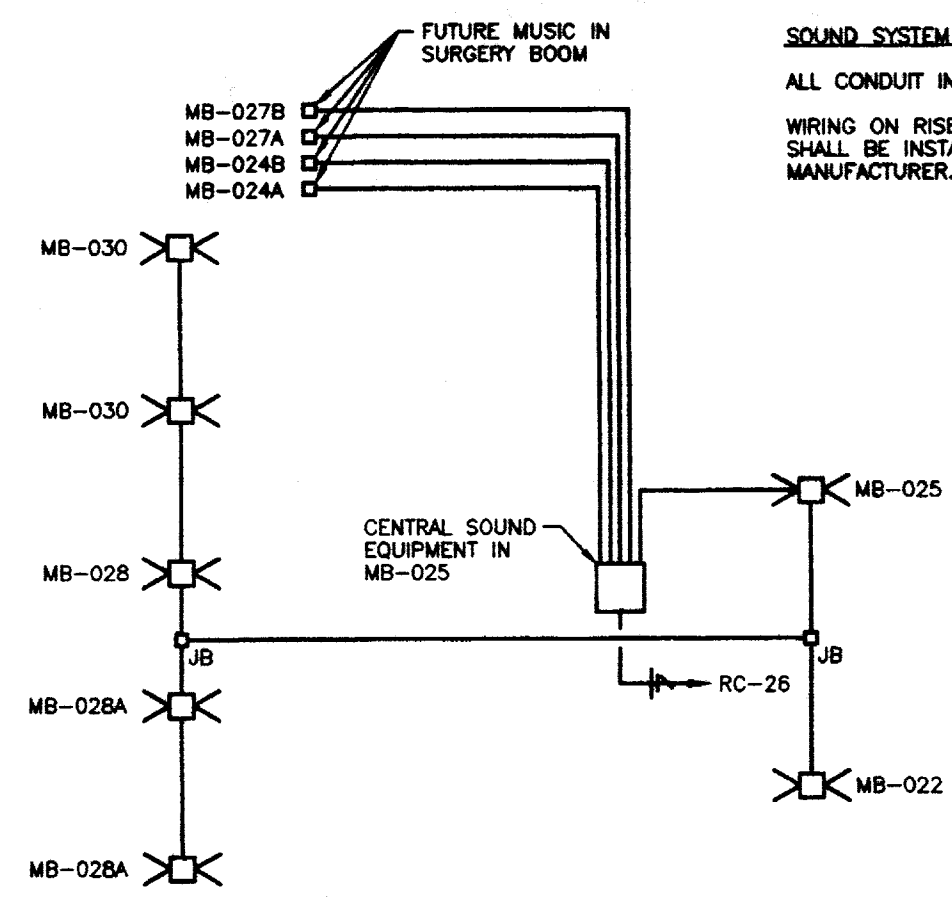 FUTURE MUSIC IN
SURGERY BOOM
SOUND SYSTEM
ALL CONDUIT IN
WIRING ON
SHALL BE
MANUFACTURER.
MB-027B
MB-027A
MB-024B
MB-024A
MB-030
MB-030
MB-028
CENTRAL SOUND
EQUIPMENT IN
MB-025
MB-025
JB
JB
MB-028A
RC-26
MB-022
MB-028A